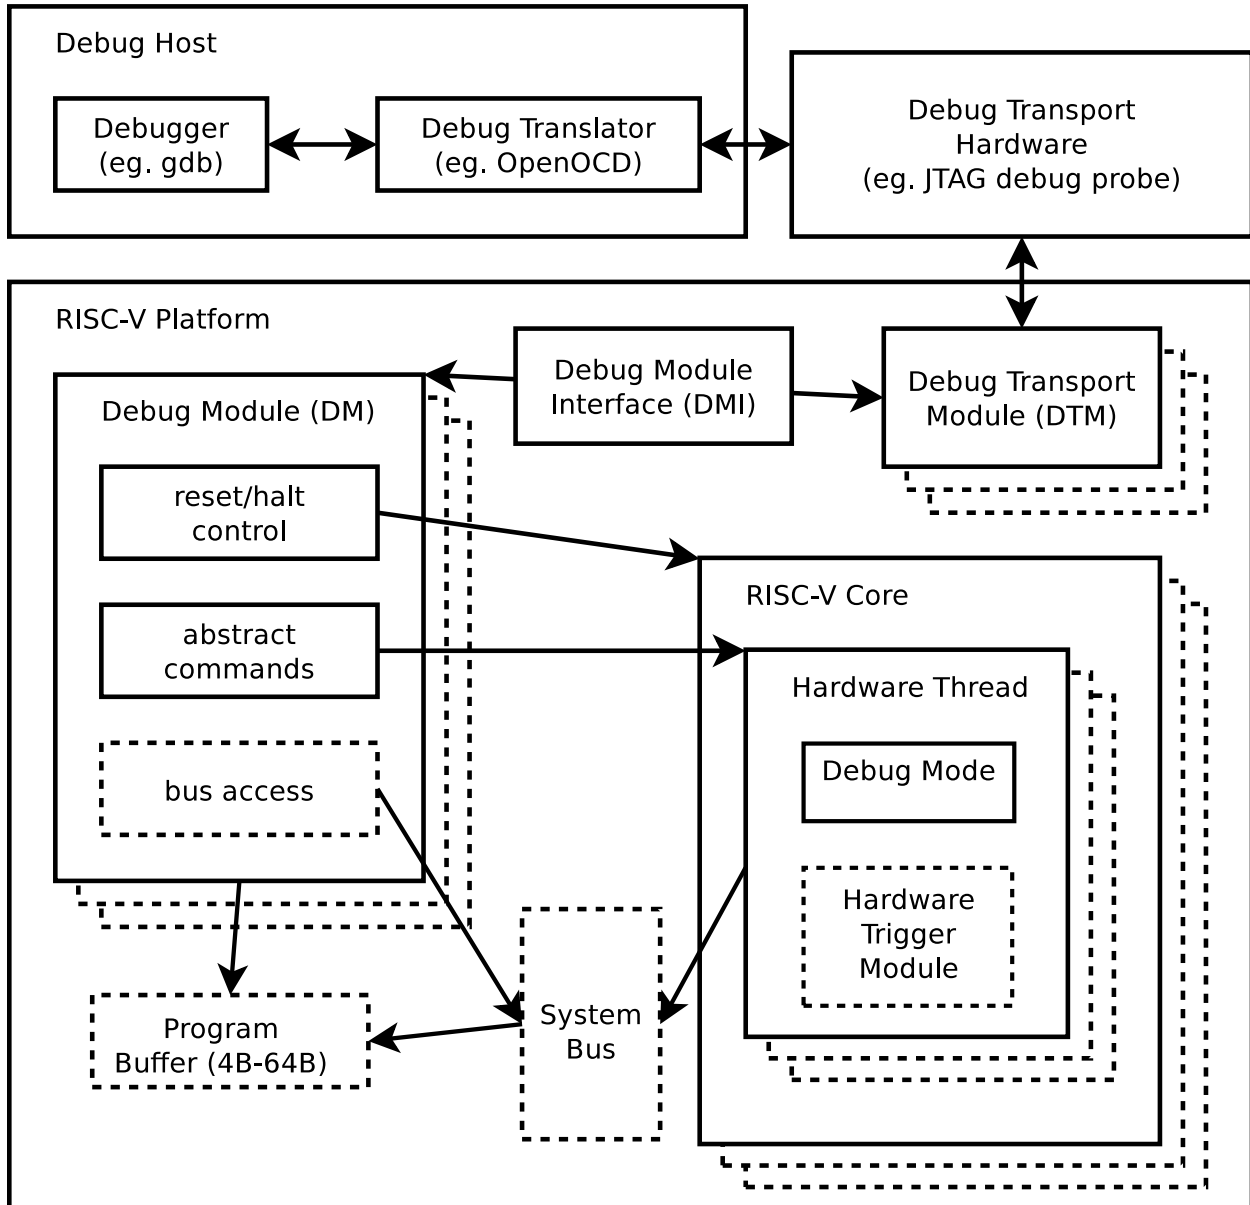 Debug Host
Debugger
(eg. gdb)
Debug Translator
(eg. OpenOCD)
Debug Transport
Hardware
(eg. JTAG debug probe)
RISC-V Platform
Debug Module
Interface (DMI)
Debug Transport
Module (DTM)
Debug Module (DM)
reset/halt
control
abstract
commands
bus access
RISC-V Core
Hardware Thread
Debug Mode
Hardware
Trigger
Module
System
Bus
Program
Buffer (4B-64B)